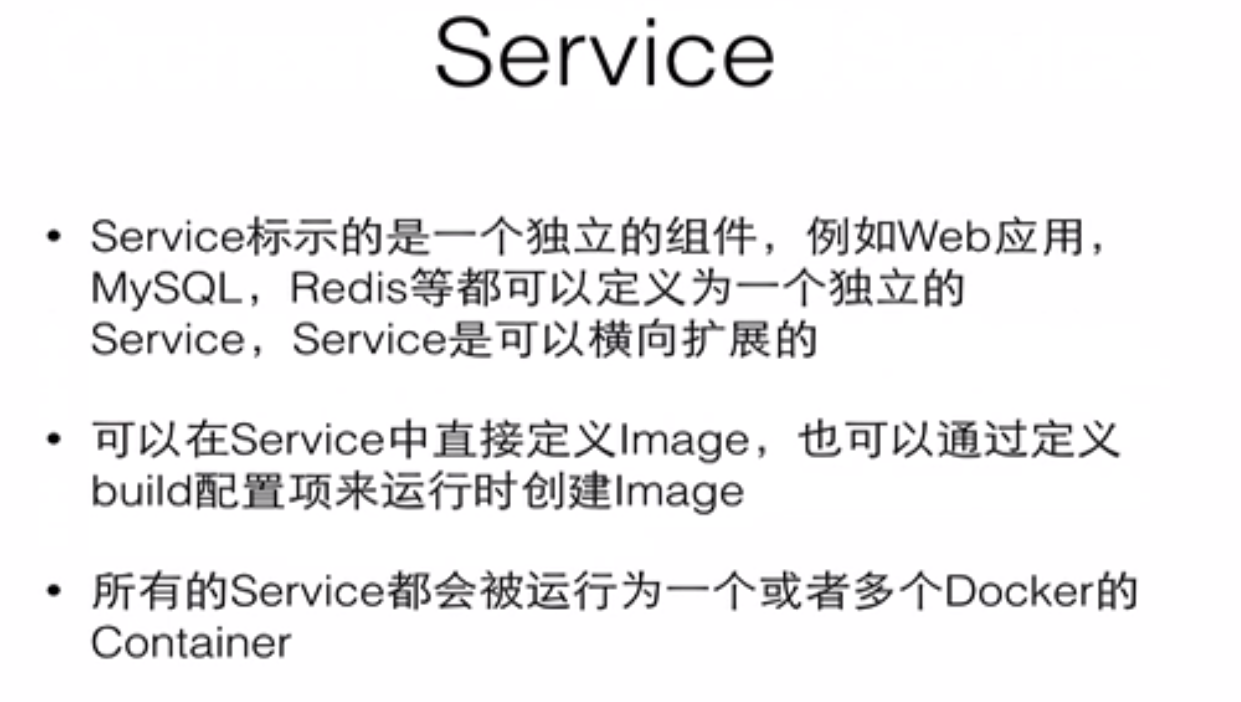 Service
• Service标示的是一个独立的组件，例如Web应用，
MySQL，Redis等都可以定义为一个独立的
Service，Service是可以横向扩展的
• 可以在Service中直接定义Image，也可以通过定义
build配置项来运行时创建Image
• 所有的Service都会被运行为一个或者多个Docker的
Container